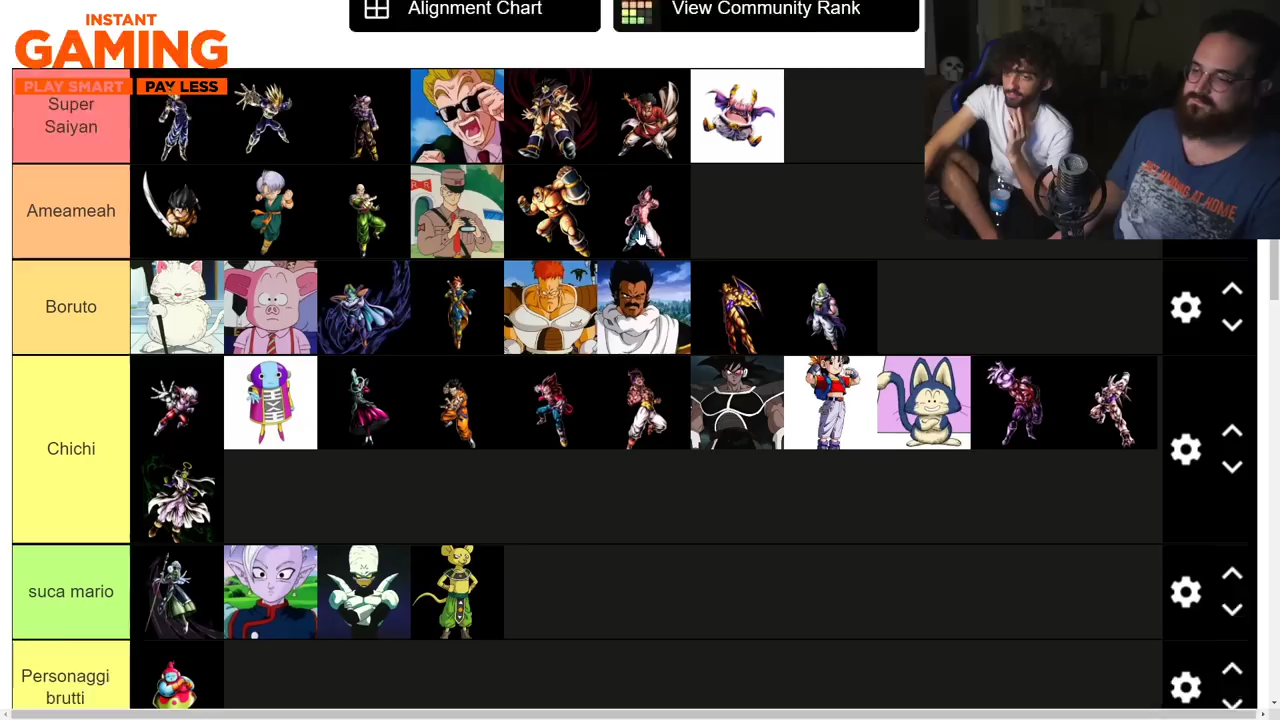 Alignment Chart
View Community Rank
INSTANT
GAMING
PLAY SMART PAY LESS
Super
Saiyan
Ameameah
Boruto
Chichi
suca mario
Personaggi
brutti